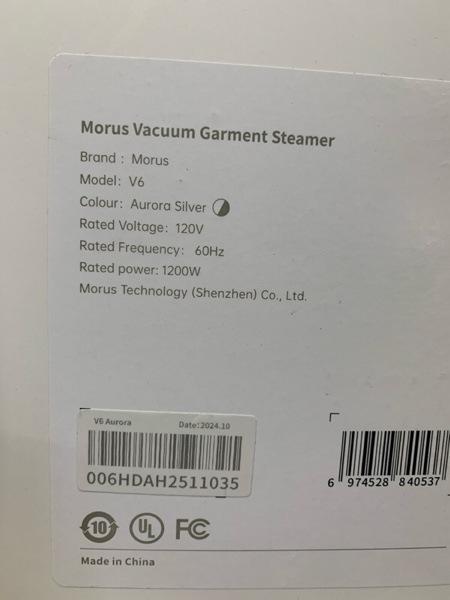 Morus Vacuum Garment Steamer
Brand : Morus
Model: V6
Colour: Aurora Silver
Rated Voltage: 120V
Rated Frequency: 60Hz
Rated power: 1200W
Morus Technology (Shenzhen) Co., Ltd.
V6 Aurora Date:2024.10
006HDAH2511035
6 974528 840537
10 UL FC
Made in China